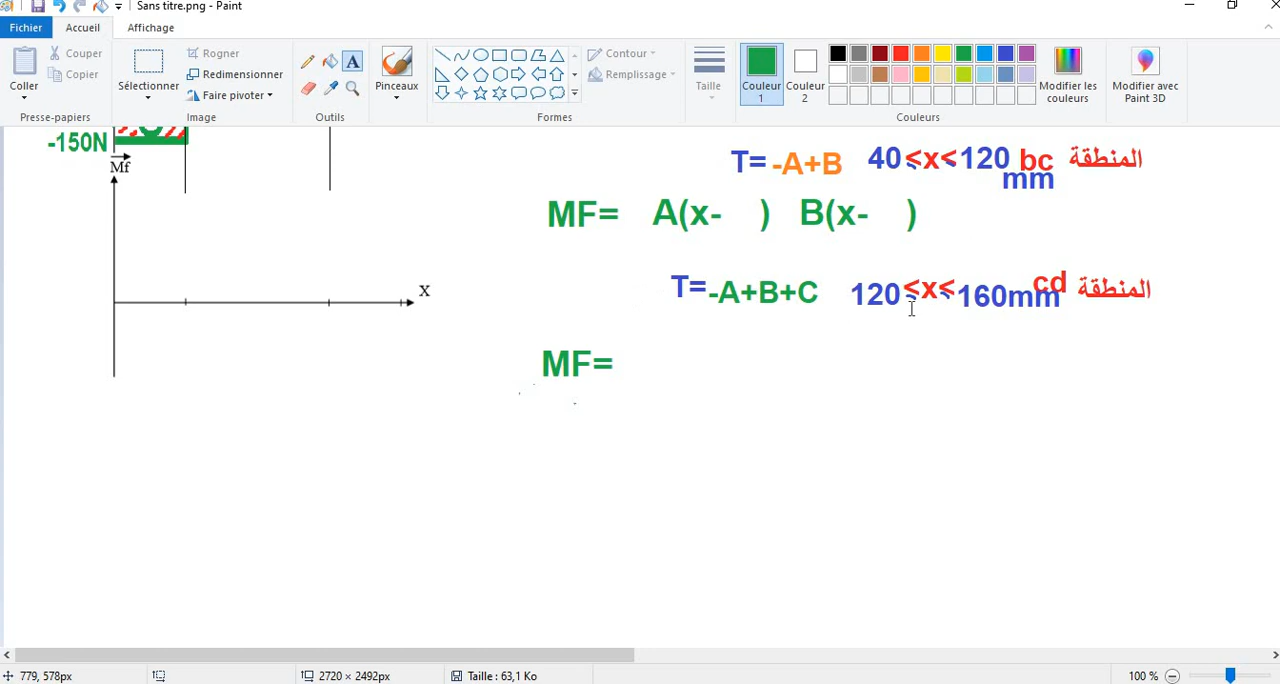 Sans titre.png - Paint
Fichier Accueil Affichage
Coller
Couper
Copier
Presse-papiers
Sélectionner
Rogner
Redimensionner
Faire pivoter
Image
Outils
Pinceaux
Contour
Remplissage
Formes
Taille
Couleur 1
Couleur 2
Modifier les couleurs
Couleurs
Modifier avec Paint 3D
-150N
Mf
X
T= -A+B 40<x<120 mm bc المنطقة
MF= A(x- ) B(x- )
T=-A+B+C 120<x<160mm cd المنطقة
MF=
779, 578px
2720 × 2492px
Taille : 63,1 Ko
100 %